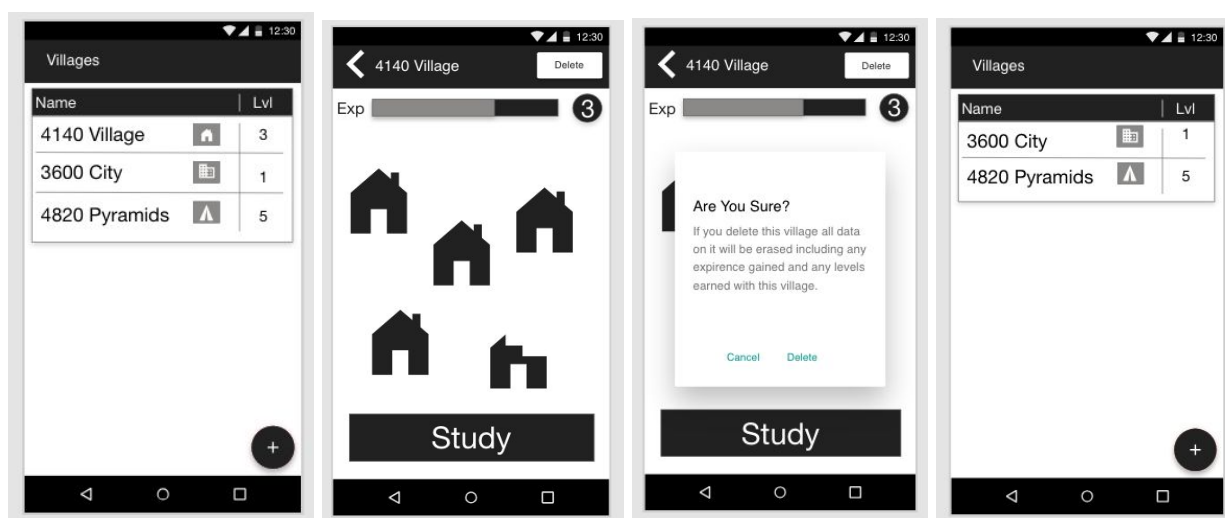 12:30
Villages
Name Lvl
4140 Village 3
3600 City 1
4820 Pyramids 5
+
12:30
4140 Village Delete
Exp 3
Study
12:30
4140 Village Delete
Exp 3
Are You Sure?
If you delete this village all data
on it will be erased including any
expirence gained and any levels
earned with this village.
Cancel Delete
Study
12:30
Villages
Name Lvl
3600 City 1
4820 Pyramids 5
+